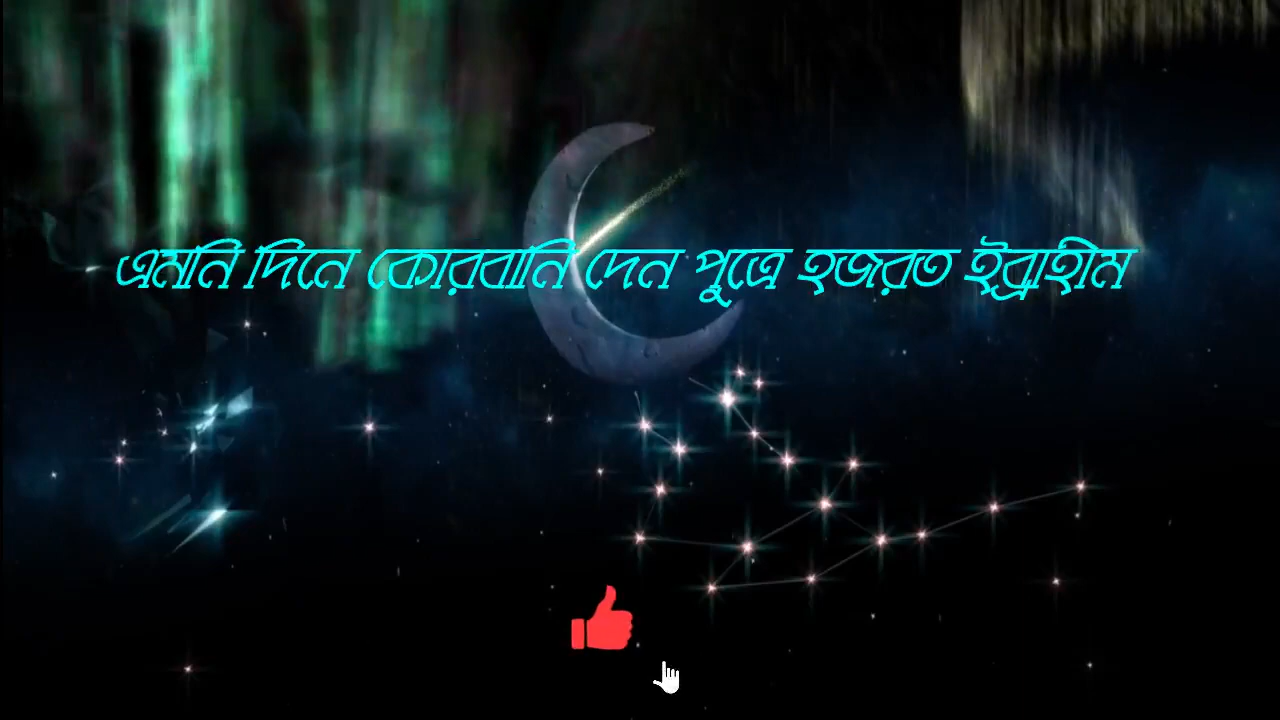 এমনি দিনে কোরবানি দেন পুত্রে হজরত ইব্রাহীম